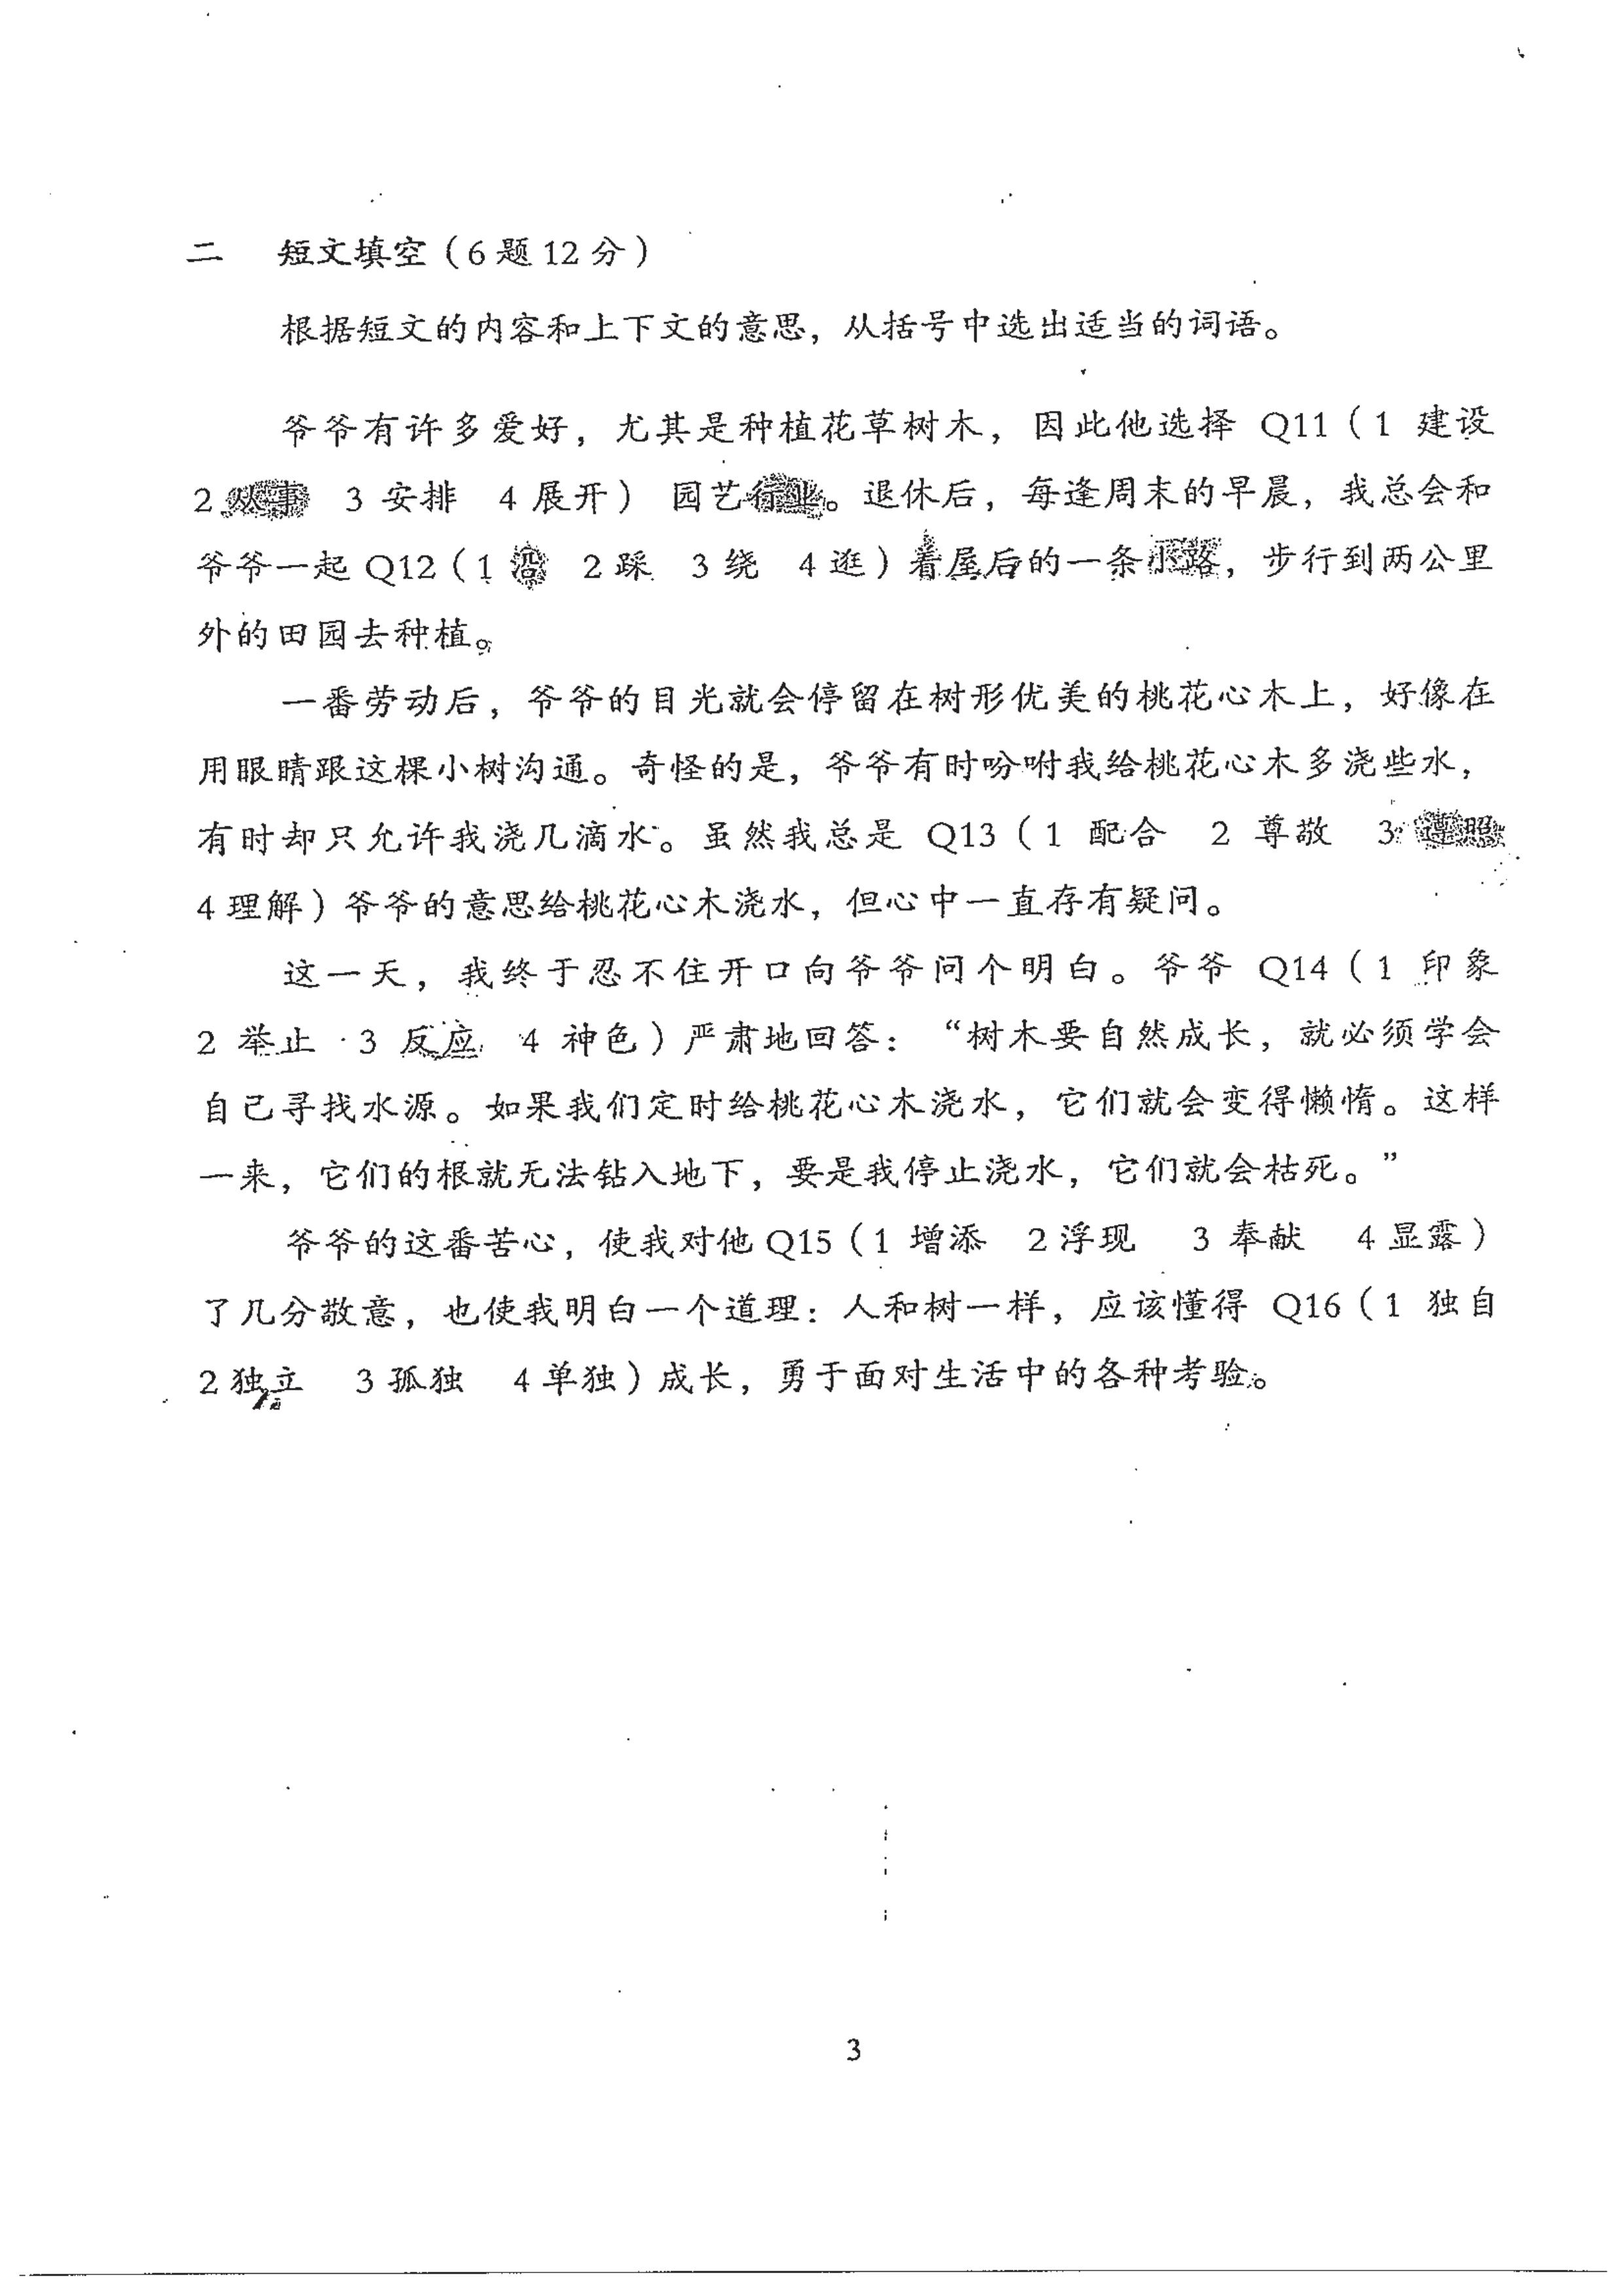 二 短文填空(6题12分)
根据短文的内容和上下文的意思，从括号中选出适当的词语。
爷爷有许多爱好，尤其是种植花草树木，因此他选择 Q11(1 建设
2 从事 3 安排 4 展开) 园艺行业。退休后，每逢周末的早晨，我总会和
爷爷一起 Q12(1 沿 2 踩 3 绕 4 逛)着屋后的一条小路，步行到两公里
外的田园去种植。
一番劳动后，爷爷的目光就会停留在树形优美的桃花心木上，好像在
用眼睛跟这棵小树沟通。奇怪的是，爷爷有时吩咐我给桃花心木多浇些水，
有时却只允许我浇几滴水。虽然我总是 Q13(1 配合 2 尊敬 3 遵照
4 理解)爷爷的意思给桃花心木浇水，但心中一直存有疑问。
这一天，我终于忍不住开口向爷爷问个明白。爷爷 Q14(1 印象
2 举止 3 反应 4 神色)严肃地回答：“树木要自然成长，就必须学会
自己寻找水源。如果我们定时给桃花心木浇水，它们就会变得懒惰。这样
一来，它们的根就无法钻入地下，要是我停止浇水，它们就会枯死。”
爷爷的这番苦心，使我对他 Q15(1 增添 2 浮现 3 奉献 4 显露)
了几分敬意，也使我明白一个道理：人和树一样，应该懂得 Q16(1 独自
2 独立 3 孤独 4 单独)成长，勇于面对生活中的各种考验。
3